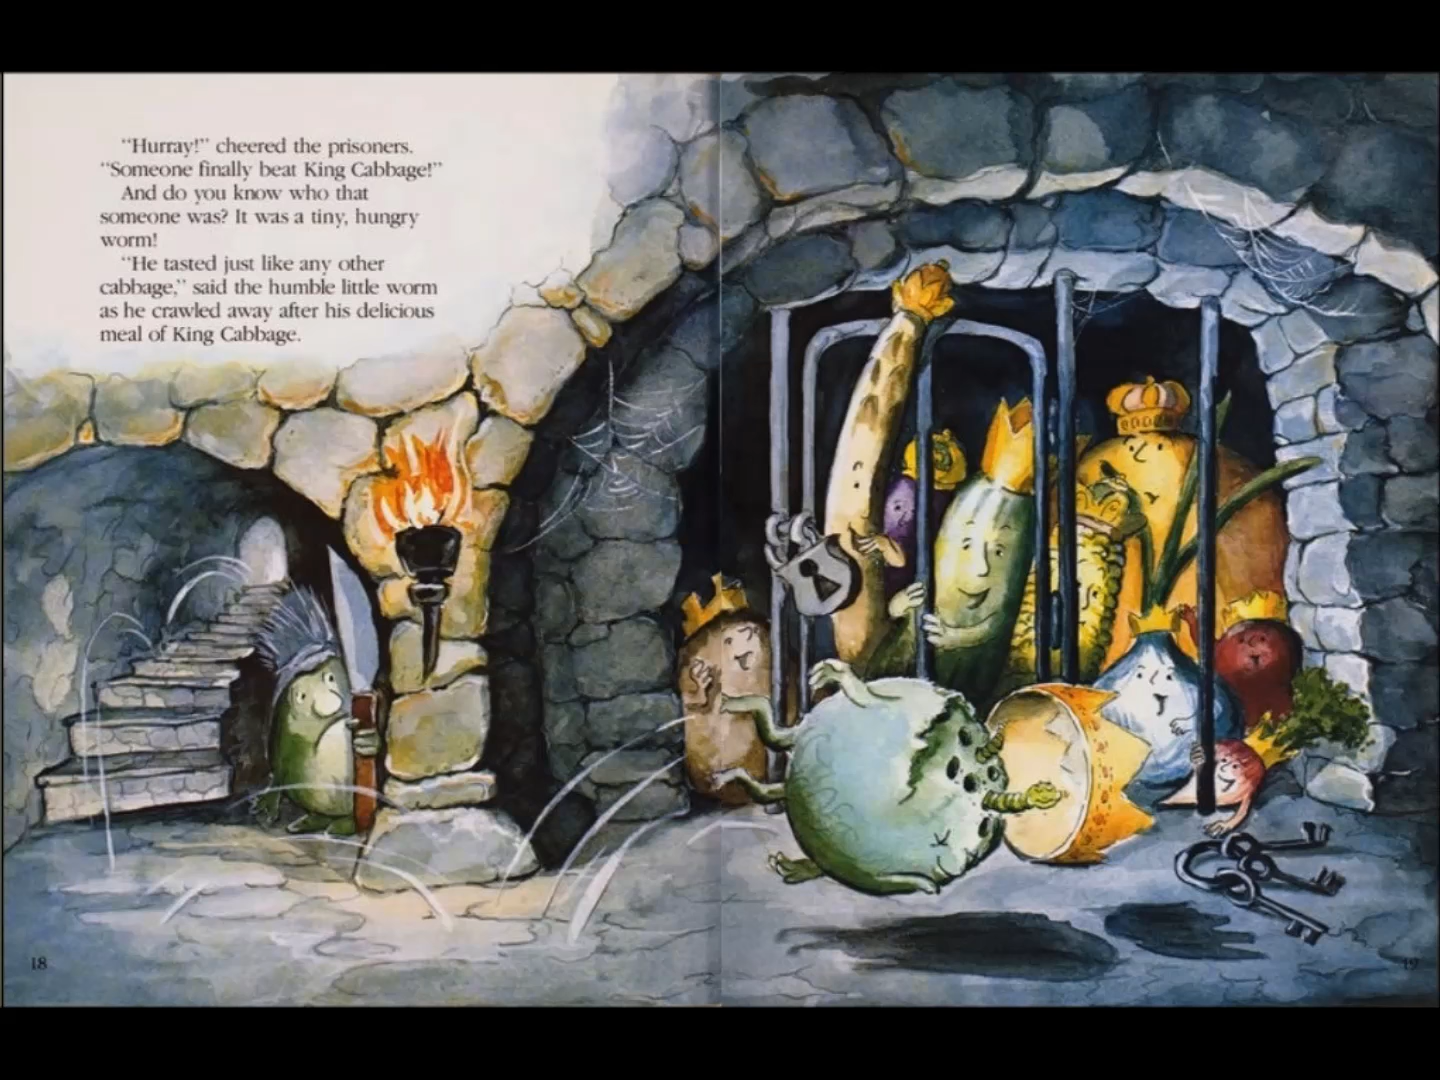 “Hurray!” cheered the prisoners.
“Someone finally beat King Cabbage!”
And do you know who that
someone was? It was a tiny, hungry
worm!
“He tasted just like any other
cabbage,” said the humble little worm
as he crawled away after his delicious
meal of King Cabbage.
18
19